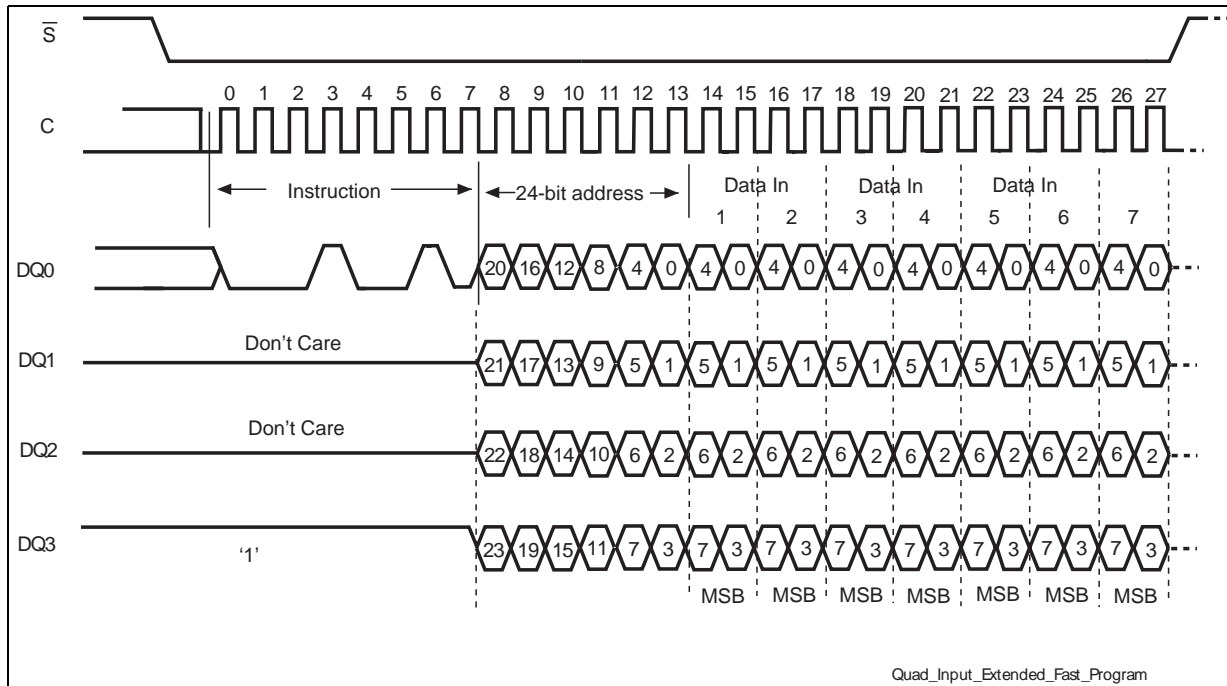 S
0 1 2 3 4 5 6 7 8 9 10 11 12 13 14 15 16 17 18 19 20 21 22 23 24 25 26 27
C
Instruction 24-bit address Data In Data In Data In
1 2 3 4 5 6 7
DQ0 20 16 12 8 4 0 4 0 4 0 4 0 4 0 4 0 4 0 4 0
Don't Care
DQ1 21 17 13 9 5 1 5 1 5 1 5 1 5 1 5 1 5 1 5 1
Don't Care
DQ2 22 18 14 10 6 2 6 2 6 2 6 2 6 2 6 2 6 2 6 2
DQ3 ‘1’ 23 19 15 11 7 3 7 3 7 3 7 3 7 3 7 3 7 3 7 3
MSB MSB MSB MSB MSB MSB MSB
Quad_Input_Extended_Fast_Program